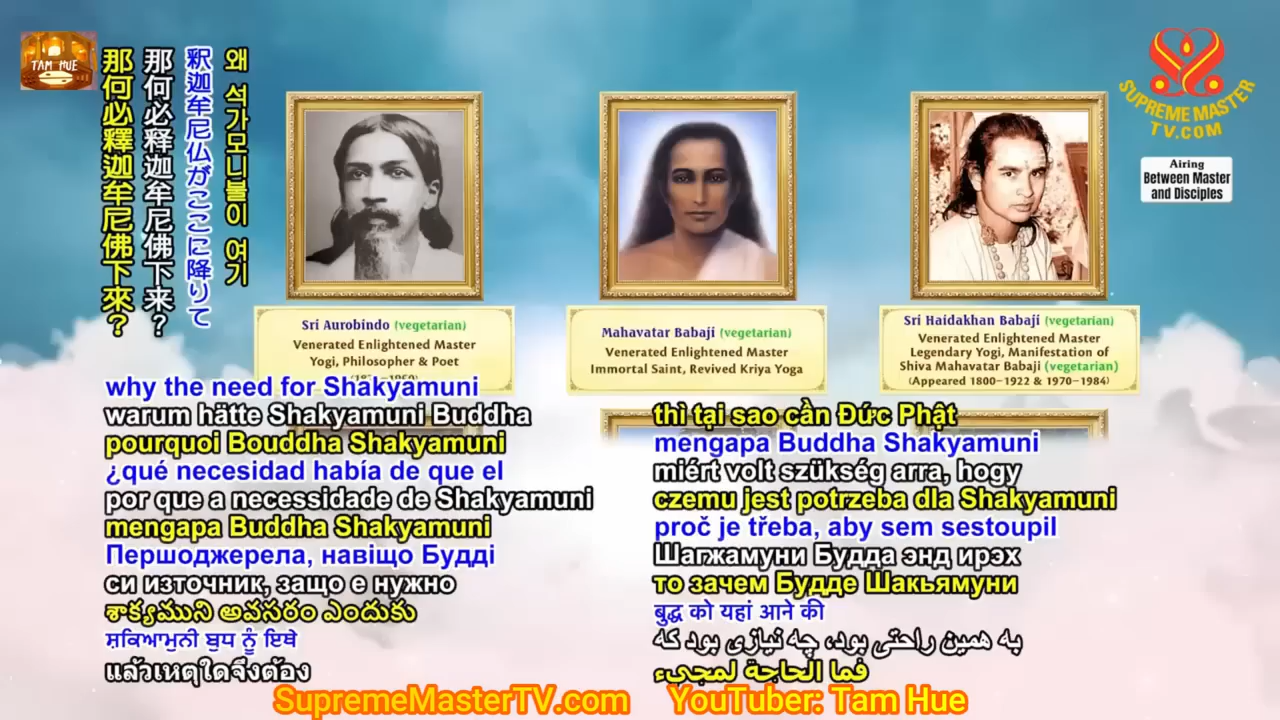 TAM HUE
那何必釋迦牟尼佛下來？
那何必释迦牟尼佛下来？
釈迦牟尼仏がここに降りて
왜 석가모니불이 여기
SUPREME MASTER
TV.COM
Airing
Between Master
and Disciples
Sri Aurobindo (vegetarian)
Venerated Enlightened Master
Yogi, Philosopher & Poet
Mahavatar Babaji (vegetarian)
Venerated Enlightened Master
Immortal Saint, Revived Kriya Yoga
Sri Haidakhan Babaji (vegetarian)
Venerated Enlightened Master
Legendary Yogi, Manifestation of
Shiva Mahavatar Babaji (vegetarian)
(Appeared 1800–1922 & 1970–1984)
why the need for Shakyamuni
warum hätte Shakyamuni Buddha
pourquoi Bouddha Shakyamuni
¿qué necesidad había de que el
por que a necessidade de Shakyamuni
mengapa Buddha Shakyamuni
Першоджерела, навіщо Будді
си източник, защо е нужно
శాక్యముని అవసరం ఎందుకు
ਸ਼ਕਿਆਮੁਨੀ ਬੁਧ ਨੂੰ ਇਥੇ
แล้วเหตุใดจึงต้อง
thì tại sao cần Đức Phật
mengapa Buddha Shakyamuni
miért volt szükség arra, hogy
czemu jest potrzeba dla Shakyamuni
proč je třeba, aby sem sestoupil
Шагжамуни Будда энд ирэх
то зачем Будде Шакьямуни
बुद्ध को यहां आने की
به همین راحتی بود، چه نیازی بود که
فما الحاجة لمجيء
SupremeMasterTV.com YouTuber: Tam Hue